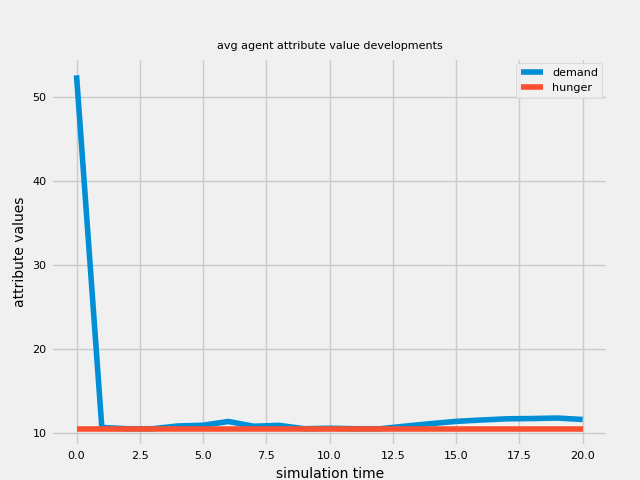 avg agent attribute value developments
demand
hunger
attribute values
50
40
30
20
10
0.0 2.5 5.0 7.5 10.0 12.5 15.0 17.5 20.0
simulation time